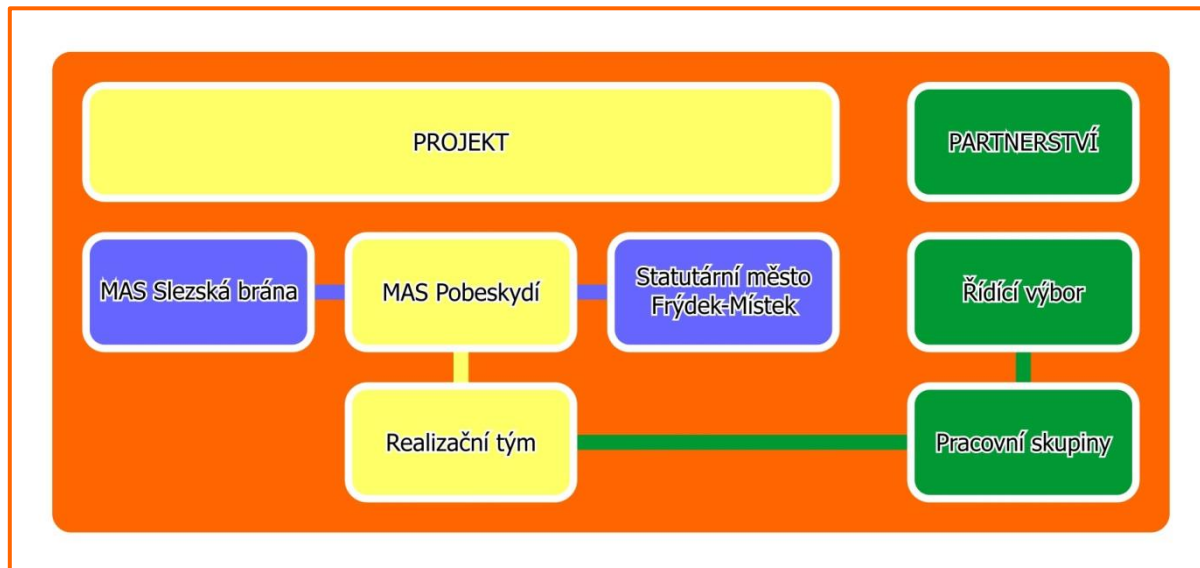 PROJEKT
PARTNERSTVÍ
MAS Slezská brána
MAS Pobeskydí
Statutární město
Frýdek-Místek
Řídící výbor
Realizační tým
Pracovní skupiny